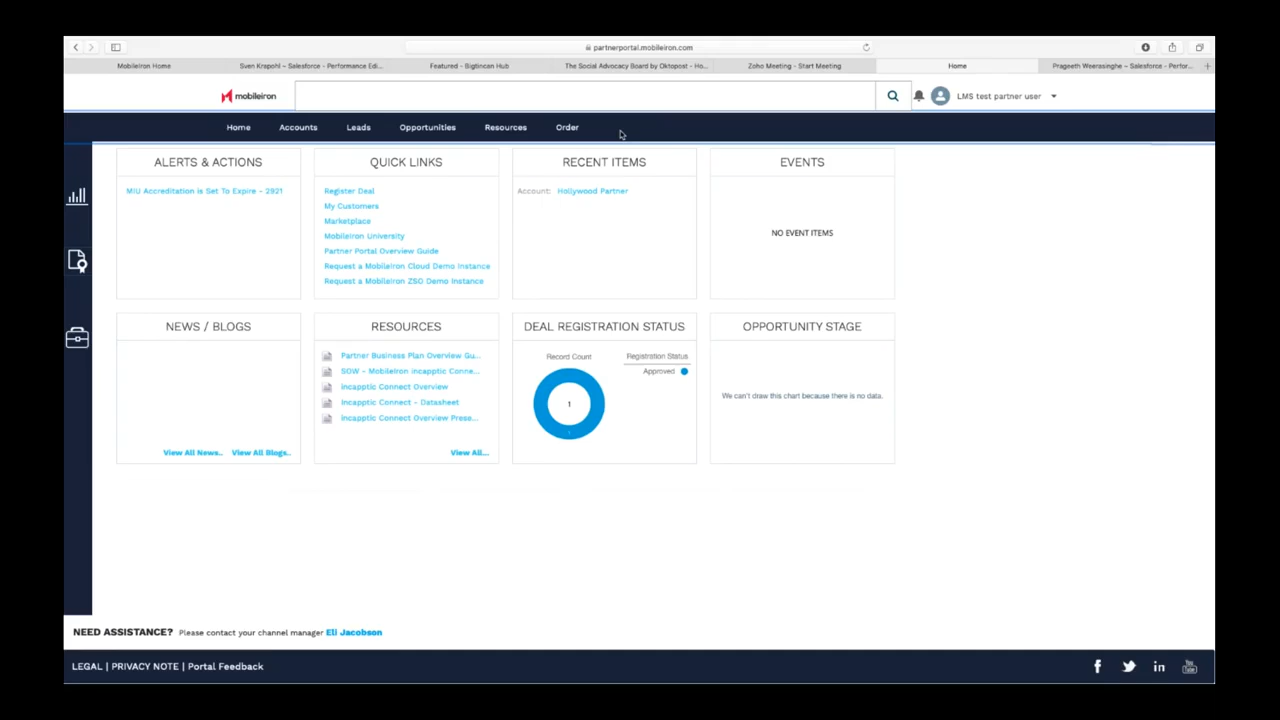 partnerportal.mobileiron.com
MobileIron Home
Sven Krapohl – Salesforce - Performance Edi...
Featured - Bigtincan Hub
The Social Advocacy Board by Oktopost - Ho...
Zoho Meeting - Start Meeting
Home
Prageeth Weerasinghe – Salesforce - Perfor...
mobileiron
LMS test partner user
Home
Accounts
Leads
Opportunities
Resources
Order
ALERTS & ACTIONS
MIU Accreditation is Set To Expire - 2921
QUICK LINKS
Register Deal
My Customers
Marketplace
MobileIron University
Partner Portal Overview Guide
Request a MobileIron Cloud Demo Instance
Request a MobileIron ZSO Demo Instance
RECENT ITEMS
Account: Hollywood Partner
EVENTS
NO EVENT ITEMS
NEWS / BLOGS
View All News.. View All Blogs..
RESOURCES
Partner Business Plan Overview Gu...
SOW - MobileIron incapptic Conne...
incapptic Connect Overview
incapptic Connect - Datasheet
incapptic Connect Overview Prese...
View All...
DEAL REGISTRATION STATUS
Record Count
Registration Status
Approved
1
OPPORTUNITY STAGE
We can't draw this chart because there is no data.
NEED ASSISTANCE? Please contact your channel manager Eli Jacobson
LEGAL | PRIVACY NOTE | Portal Feedback